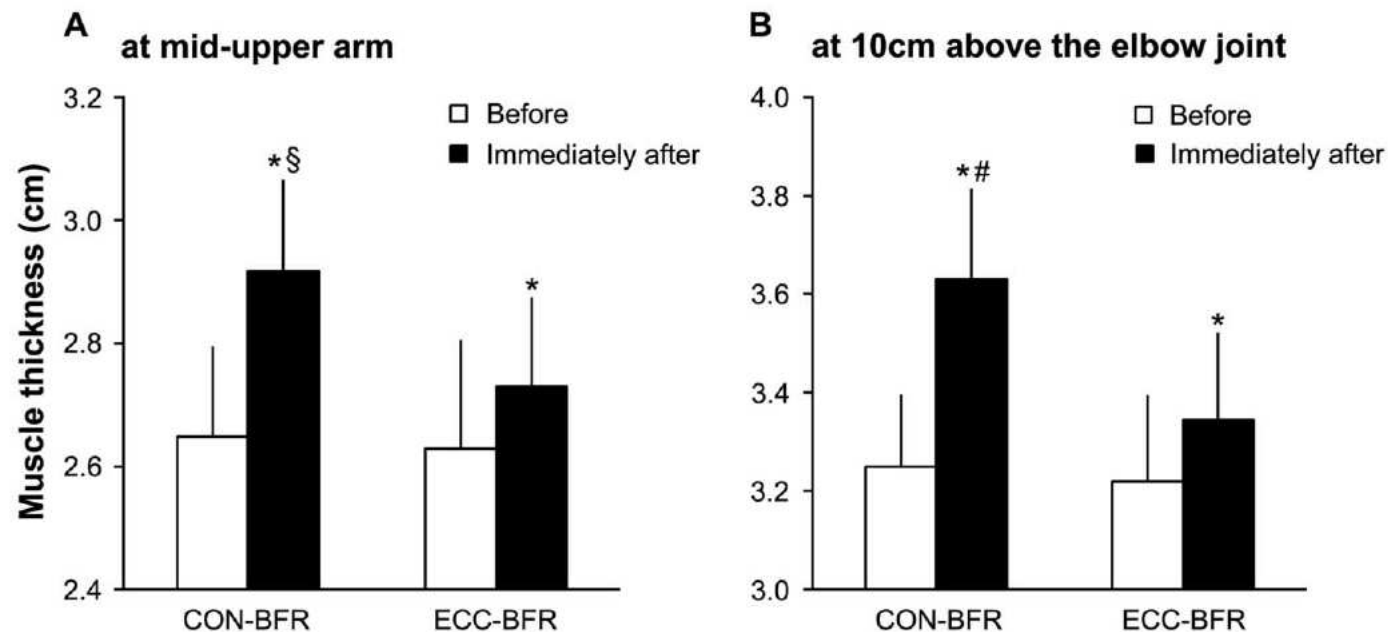 A
at mid-upper arm
Muscle thickness (cm)
3.2
3.0
2.8
2.6
2.4
Before
Immediately after
*§
*
CON-BFR
ECC-BFR
B
at 10cm above the elbow joint
4.0
3.8
3.6
3.4
3.2
3.0
Before
Immediately after
*#
*
CON-BFR
ECC-BFR